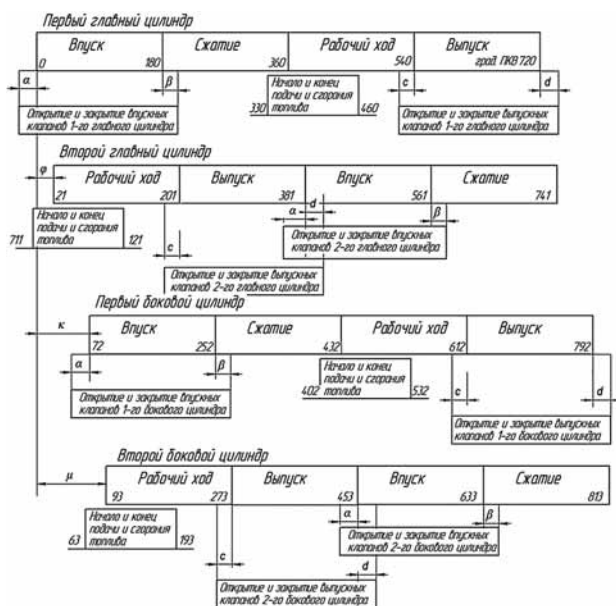 Первый главный цилиндр
Впуск Сжатие Рабочий ход Выпуск
0 180 360 540 град. ПКВ 720
α β c d
Начало и конец
подачи и сгорания
330 топлива 460
Открытие и закрытие впускных
клапанов 1-го главного цилиндра
Открытие и закрытие выпускных
клапанов 1-го главного цилиндра
Второй главный цилиндр
φ
Рабочий ход Выпуск Впуск Сжатие
21 201 381 561 741
Начало и конец
подачи и сгорания
711 топлива 121
c α d β
Открытие и закрытие впускных
клапанов 2-го главного цилиндра
Открытие и закрытие выпускных
клапанов 2-го главного цилиндра
Первый боковой цилиндр
κ
Впуск Сжатие Рабочий ход Выпуск
72 252 432 612 792
α β c d
Начало и конец
подачи и сгорания
402 топлива 532
Открытие и закрытие впускных
клапанов 1-го бокового цилиндра
Открытие и закрытие выпускных
клапанов 1-го бокового цилиндра
Второй боковой цилиндр
μ
Рабочий ход Выпуск Впуск Сжатие
93 273 453 633 813
Начало и конец
подачи и сгорания
63 топлива 193
c α d β
Открытие и закрытие впускных
клапанов 2-го бокового цилиндра
Открытие и закрытие выпускных
клапанов 2-го бокового цилиндра